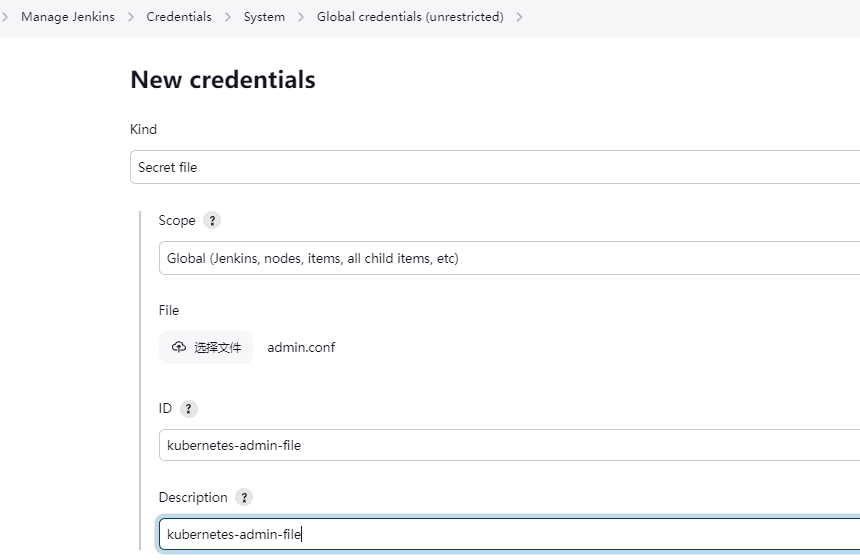 Manage Jenkins > Credentials > System > Global credentials (unrestricted) >
New credentials
Kind
Secret file
Scope ?
Global (Jenkins, nodes, items, all child items, etc)
File
选择文件 admin.conf
ID ?
kubernetes-admin-file
Description ?
kubernetes-admin-file